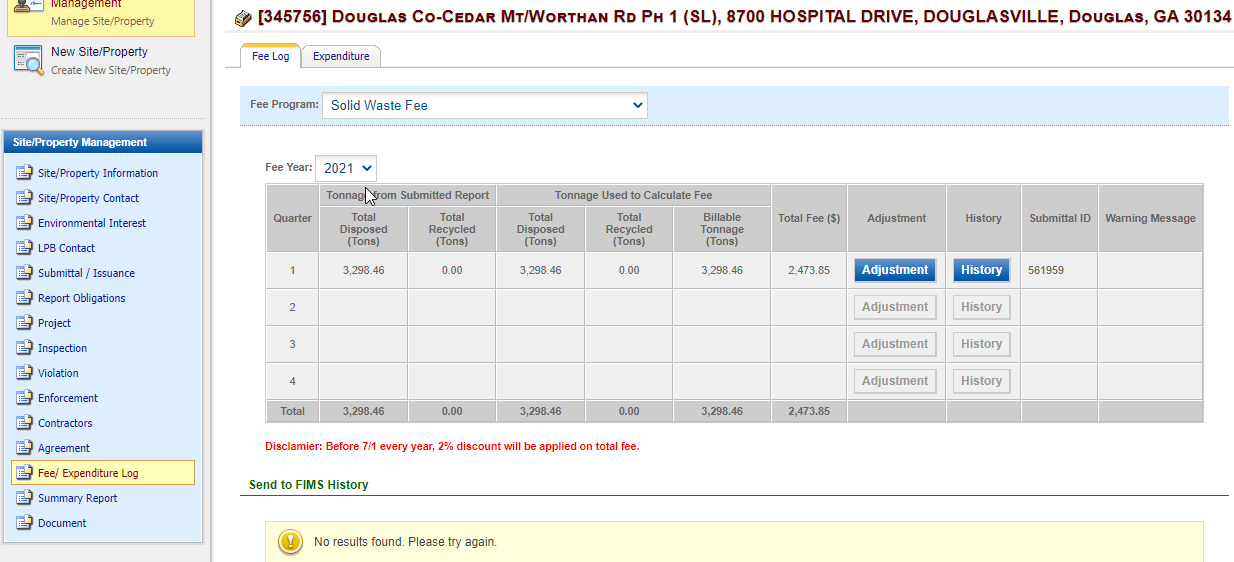 Management
Manage Site/Property
New Site/Property
Create New Site/Property
Site/Property Management
Site/Property Information
Site/Property Contact
Environmental Interest
LPB Contact
Submittal / Issuance
Report Obligations
Project
Inspection
Violation
Enforcement
Contractors
Agreement
Fee/ Expenditure Log
Summary Report
Document
[345756] Douglas Co-Cedar Mt/Worthan Rd Ph 1 (SL), 8700 HOSPITAL DRIVE, DOUGLASVILLE, Douglas, GA 30134
Fee Log Expenditure
Fee Program: Solid Waste Fee
Fee Year: 2021
Tonnage from Submitted Report Tonnage Used to Calculate Fee
Quarter Total Disposed (Tons) Total Recycled (Tons) Total Disposed (Tons) Total Recycled (Tons) Billable Tonnage (Tons) Total Fee ($) Adjustment History Submittal ID Warning Message
1 3,298.46 0.00 3,298.46 0.00 3,298.46 2,473.85 Adjustment History 561959
2 Adjustment History
3 Adjustment History
4 Adjustment History
Total 3,298.46 0.00 3,298.46 0.00 3,298.46 2,473.85
Disclamier: Before 7/1 every year, 2% discount will be applied on total fee.
Send to FIMS History
No results found. Please try again.